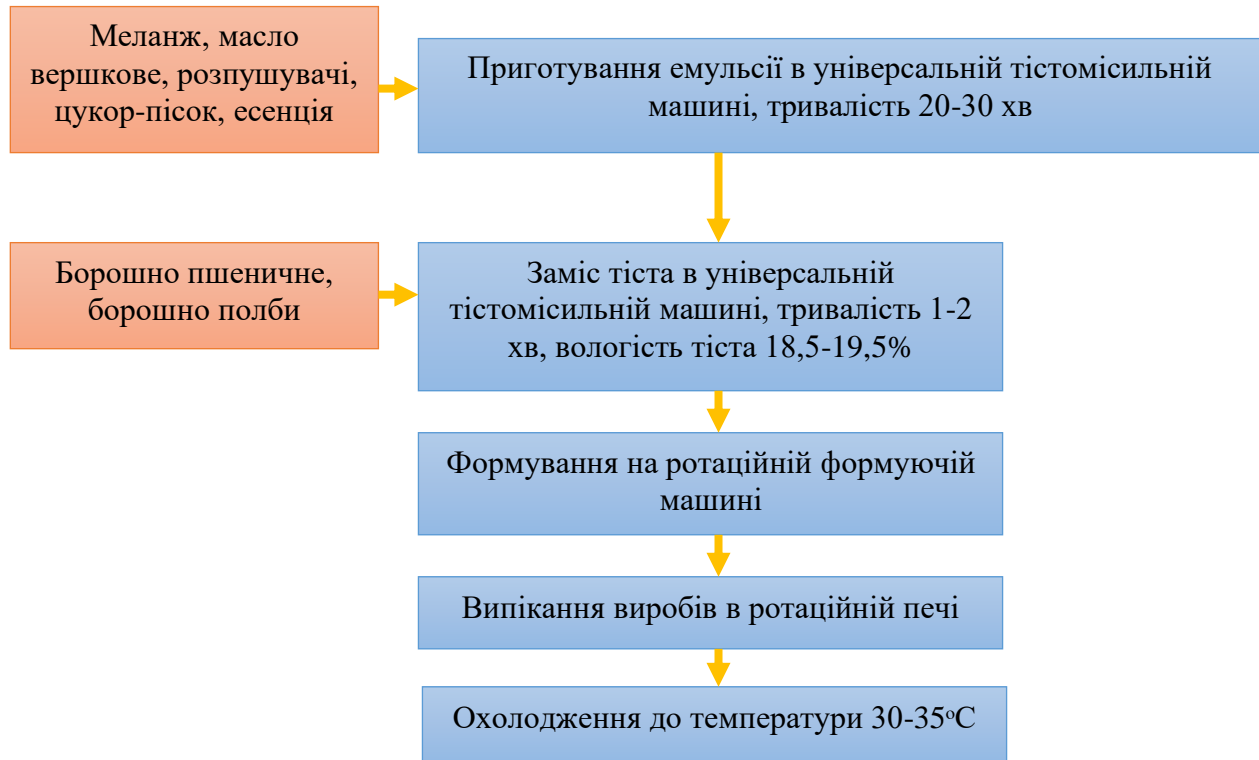 Меланж, масло
вершкове, розпушувачі,
цукор-пісок, есенція
Приготування емульсії в універсальній тістомісильній
машині, тривалість 20-30 хв
Борошно пшеничне,
борошно полби
Заміс тіста в універсальній
тістомісильній машині, тривалість 1-2
хв, вологість тіста 18,5-19,5%
Формування на ротаційній формуючій
машині
Випікання виробів в ротаційній печі
Охолодження до температури 30-35°С